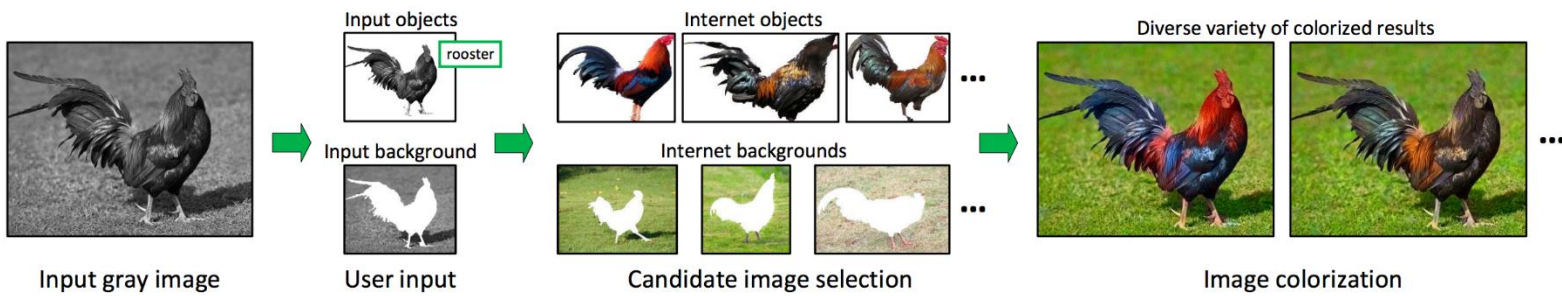 Input objects
rooster
Input background
Internet objects
...
Internet backgrounds
...
Diverse variety of colorized results
...
Input gray image
User input
Candidate image selection
Image colorization